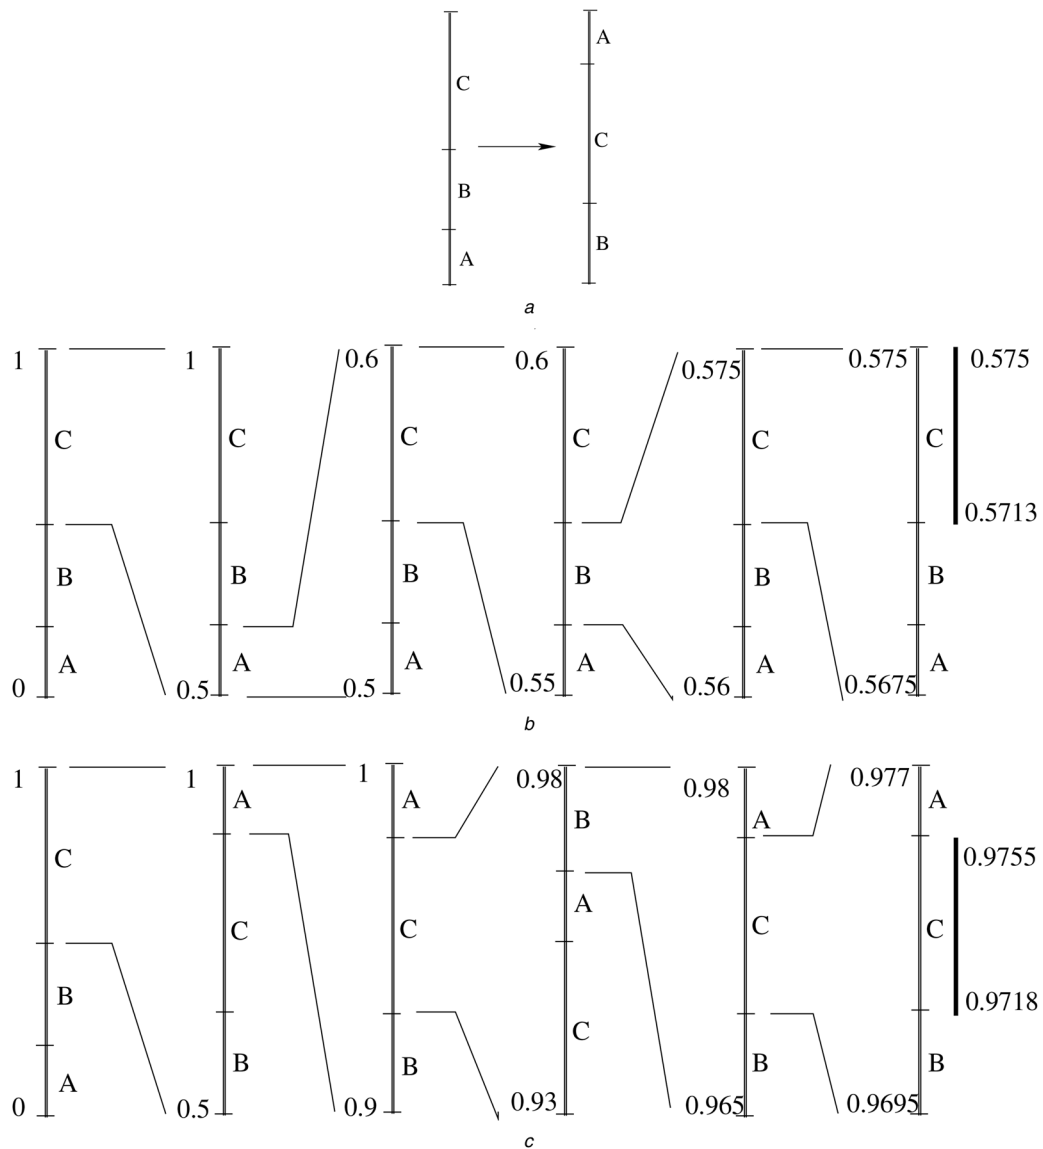 A
C
C
B
B
A
a
1 1 0.6 0.6 0.575 0.575 0.575
C C C C C C
0.5713
B B B B B B
A A A A A A
0 0.5 0.5 0.55 0.56 0.5675
b
1 1 1 0.98 0.98 0.977
A A B A A
C A 0.9755
C C C C
B C 0.9718
B B B B
A
0 0.5 0.9 0.93 0.965 0.9695
c